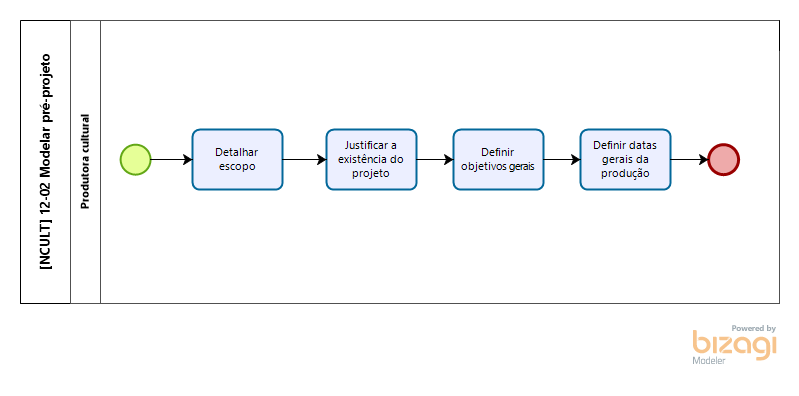 [NCULT] 12-02 Modelar pré-projeto
Produtora cultural
Detalhar
escopo
Justificar a
existência do
projeto
Definir
objetivos gerais
Definir datas
gerais da
produção
Powered by
bizagi
Modeler